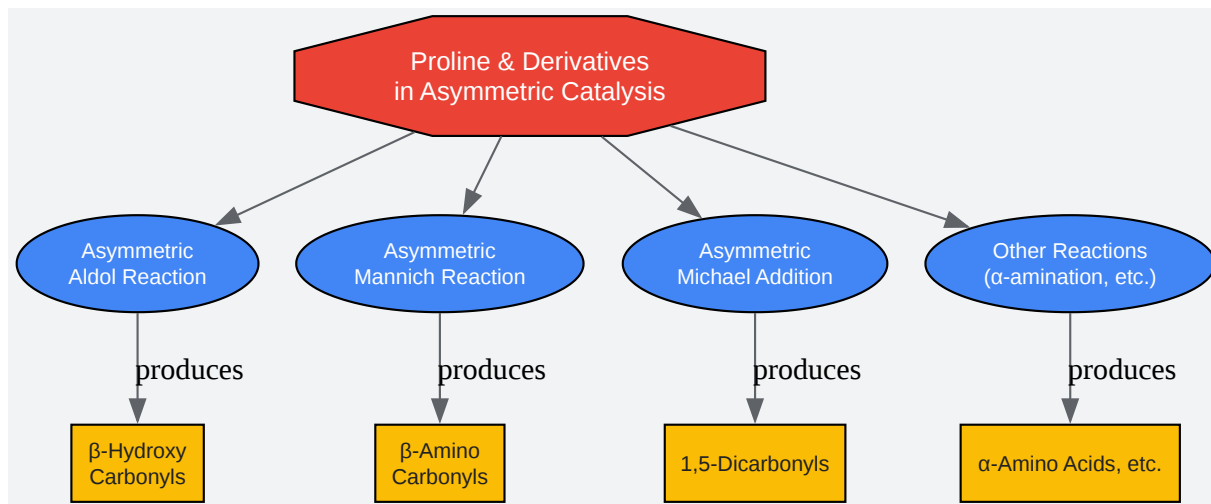 Proline & Derivatives
in Asymmetric Catalysis
Asymmetric
Aldol Reaction
Asymmetric
Mannich Reaction
Asymmetric
Michael Addition
Other Reactions
(α-amination, etc.)
produces
produces
produces
produces
β-Hydroxy
Carbonyls
β-Amino
Carbonyls
1,5-Dicarbonyls
α-Amino Acids, etc.